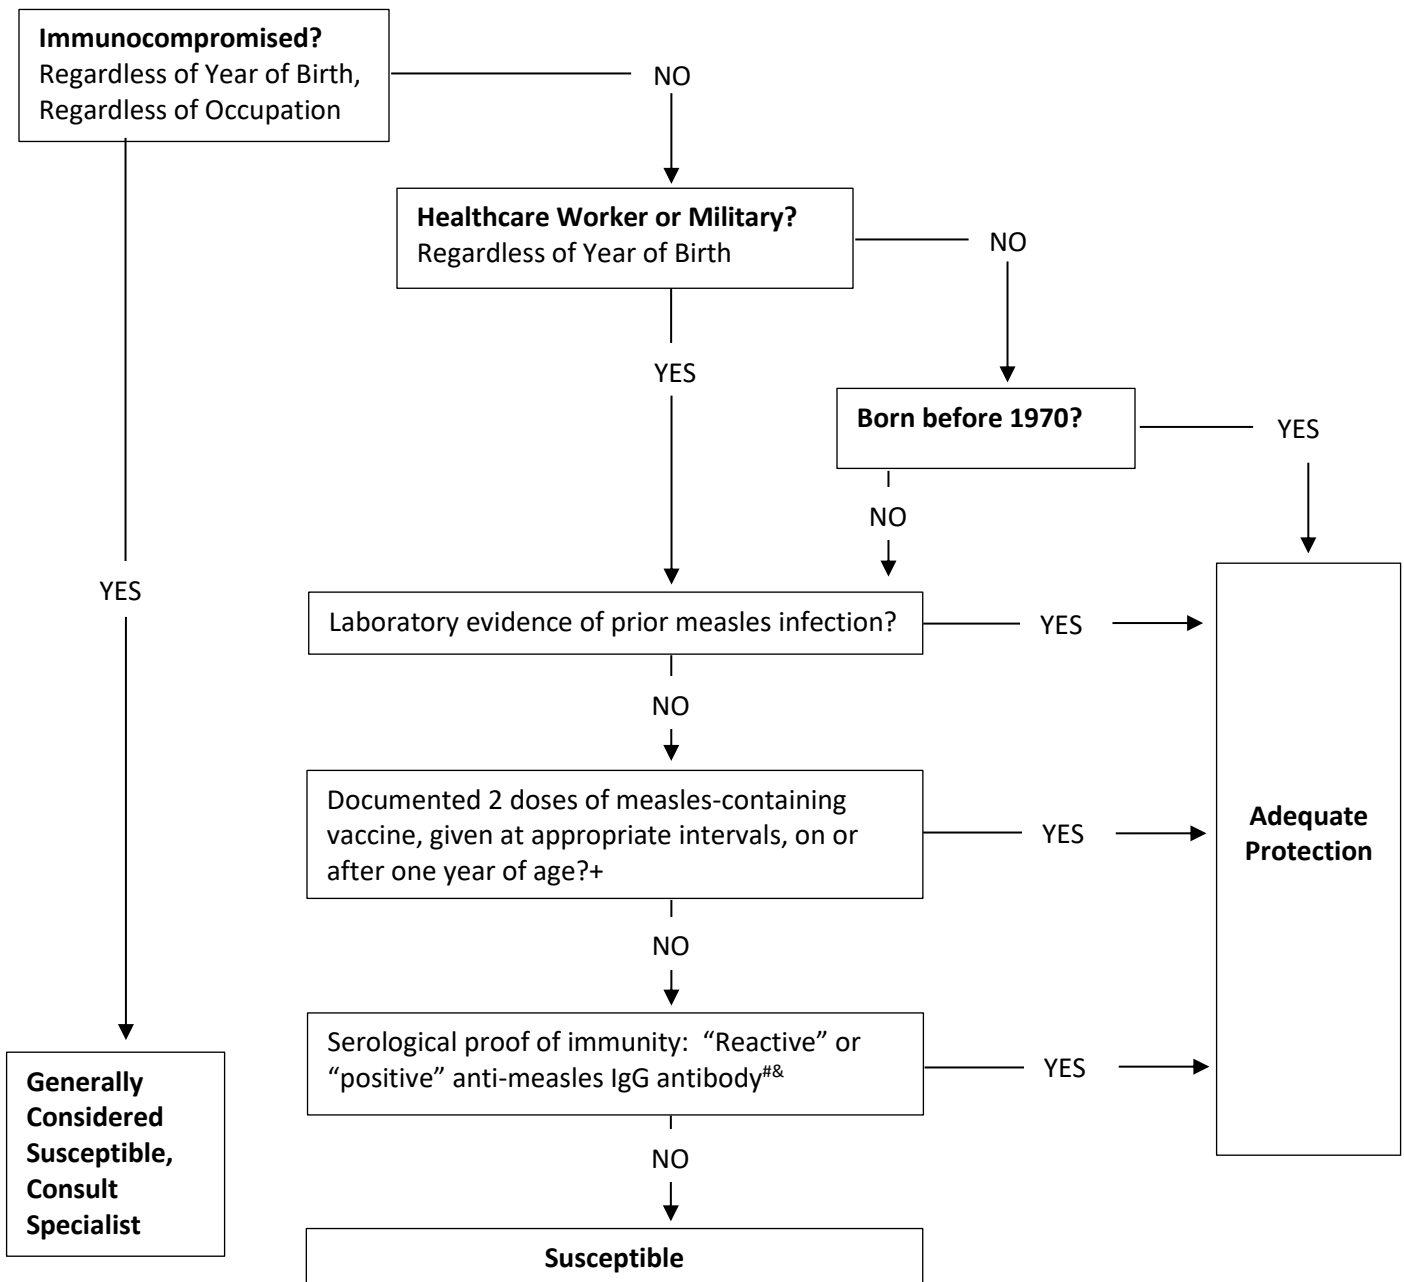 Immunocompromised?
Regardless of Year of Birth,
Regardless of Occupation
NO
Healthcare Worker or Military?
Regardless of Year of Birth
NO
YES
Born before 1970?
YES
NO
YES
Laboratory evidence of prior measles infection?
YES
NO
Documented 2 doses of measles-containing
vaccine, given at appropriate intervals, on or
after one year of age?+
YES
Adequate
Protection
NO
Serological proof of immunity: “Reactive” or
“positive” anti-measles IgG antibody#&
YES
Generally
Considered
Susceptible,
Consult
Specialist
NO
Susceptible